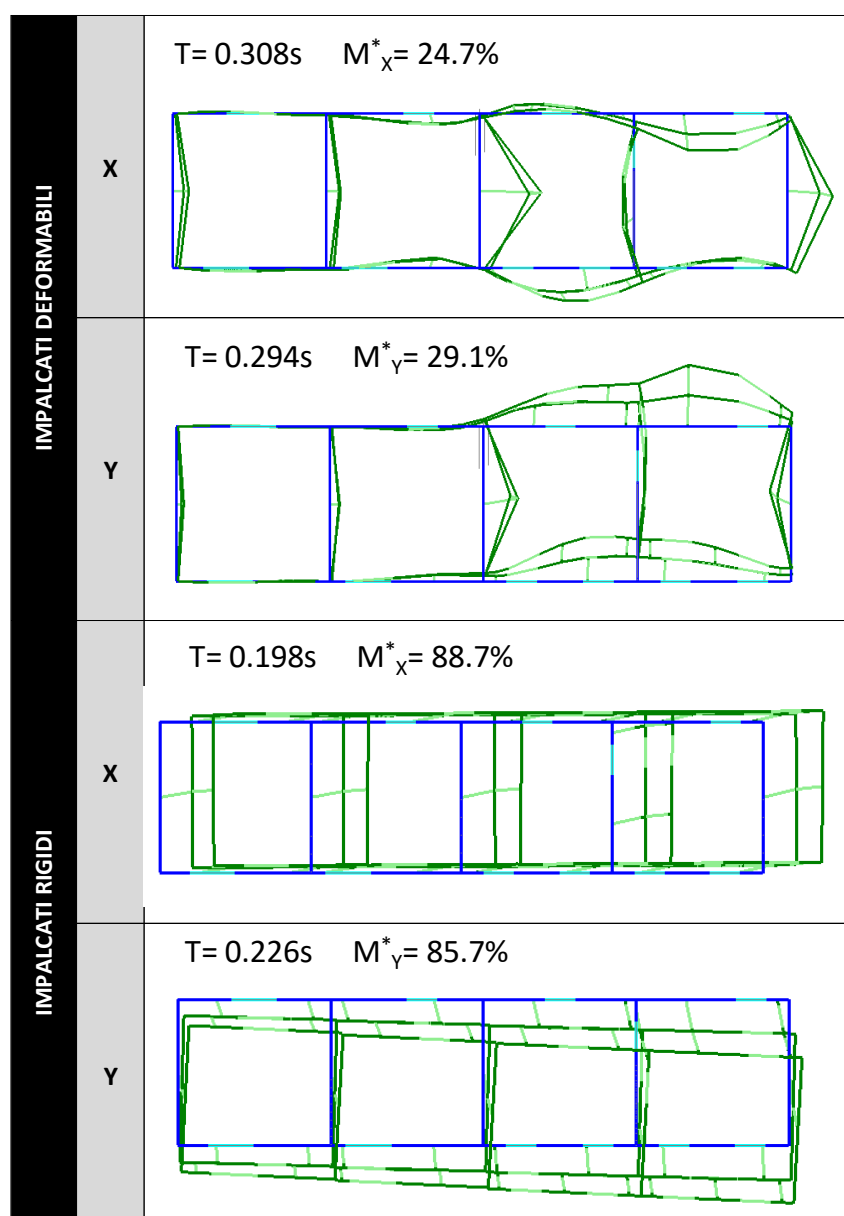 IMPALCATI DEFORMABILI
X
T= 0.308s M*X= 24.7%
Y
T= 0.294s M*Y= 29.1%
IMPALCATI RIGIDI
X
T= 0.198s M*X= 88.7%
Y
T= 0.226s M*Y= 85.7%